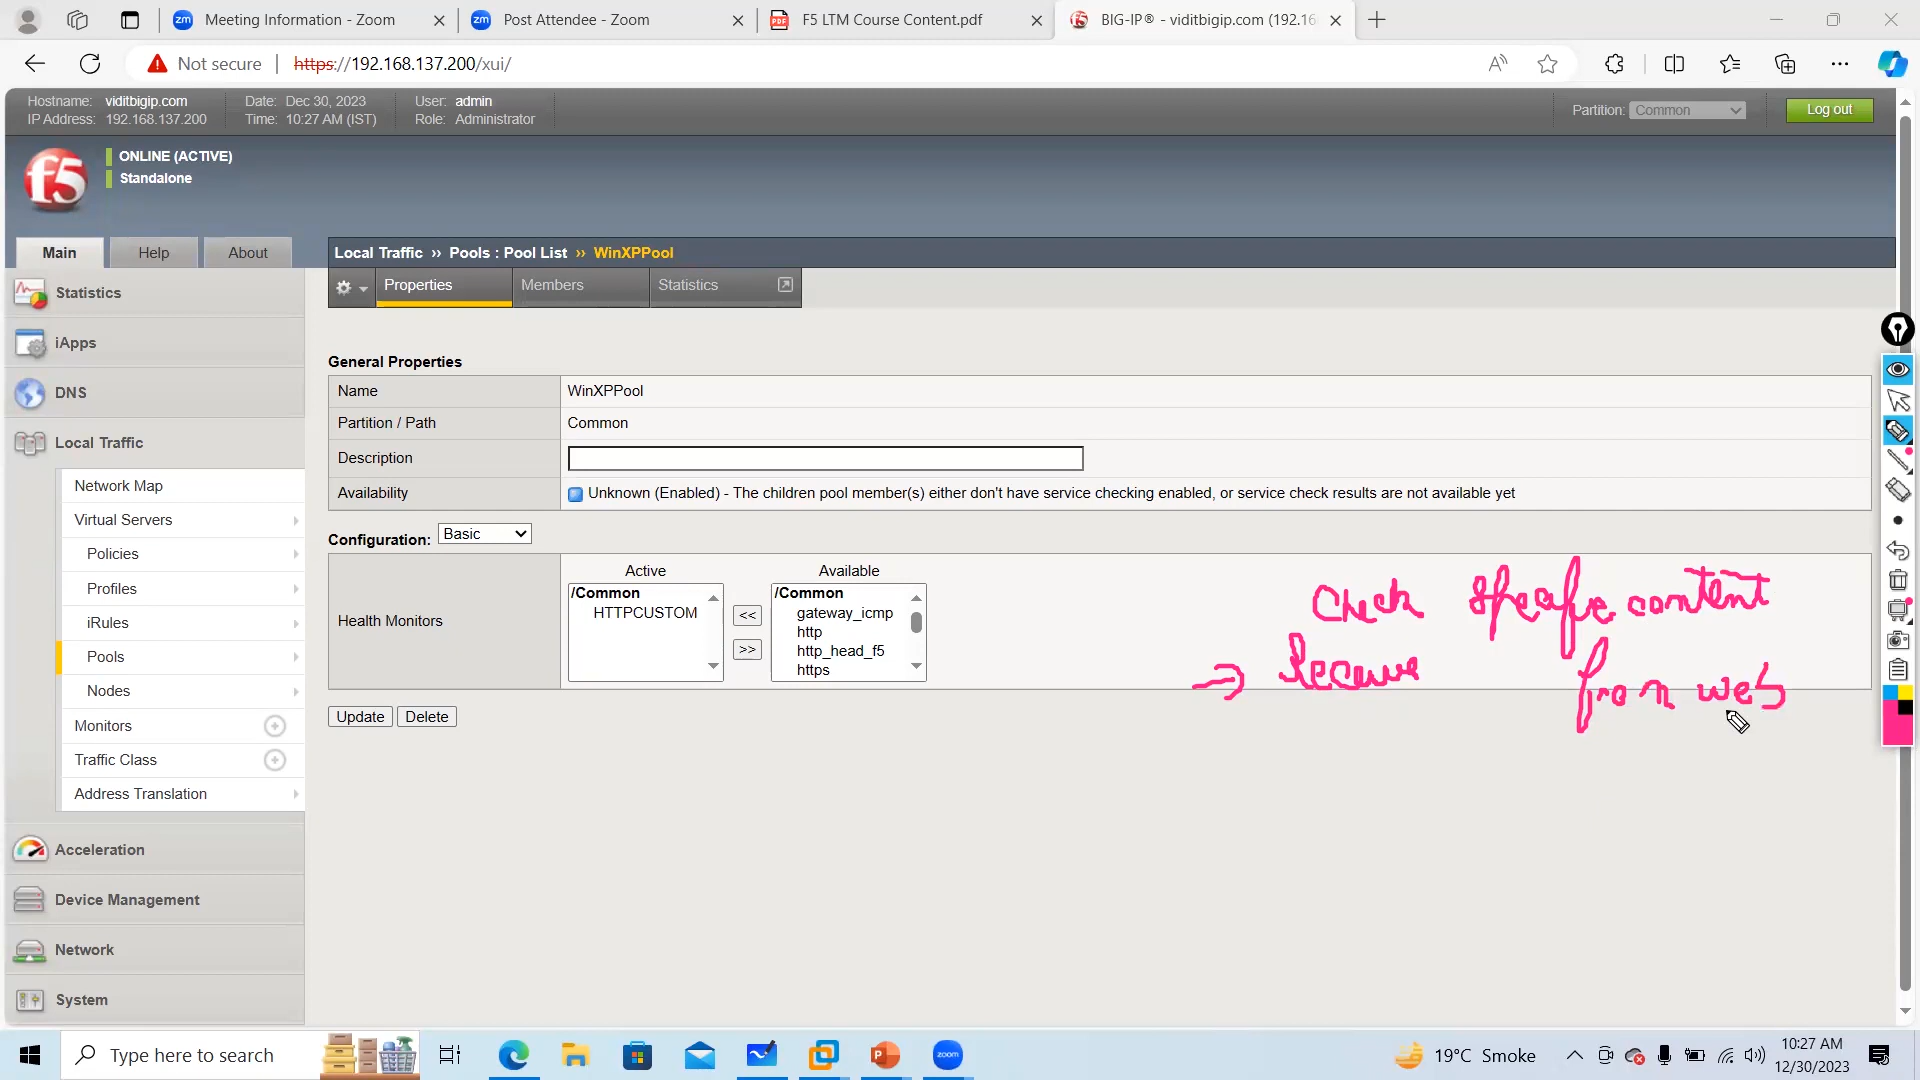 Meeting Information - Zoom
Post Attendee - Zoom
F5 LTM Course Content.pdf
BIG-IP® - viditbigip.com (192.16
Not secure
https://192.168.137.200/xui/
Hostname: viditbigip.com
IP Address: 192.168.137.200
Date: Dec 30, 2023
Time: 10:27 AM (IST)
User: admin
Role: Administrator
Partition: Common
Log out
f5
ONLINE (ACTIVE)
Standalone
Main
Help
About
Local Traffic ›› Pools : Pool List ›› WinXPPool
Properties
Members
Statistics
Statistics
iApps
DNS
Local Traffic
Network Map
Virtual Servers
Policies
Profiles
iRules
Pools
Nodes
Monitors
Traffic Class
Address Translation
Acceleration
Device Management
Network
System
General Properties
Name WinXPPool
Partition / Path Common
Description
Availability Unknown (Enabled) - The children pool member(s) either don't have service checking enabled, or service check results are not available yet
Configuration: Basic
Health Monitors
Active
/Common
HTTPCUSTOM
<<
>>
Available
/Common
gateway_icmp
http
http_head_f5
https
Update Delete
Check specific content
⇒ Receive
from web
Type here to search
zoom
19°C Smoke
10:27 AM
12/30/2023